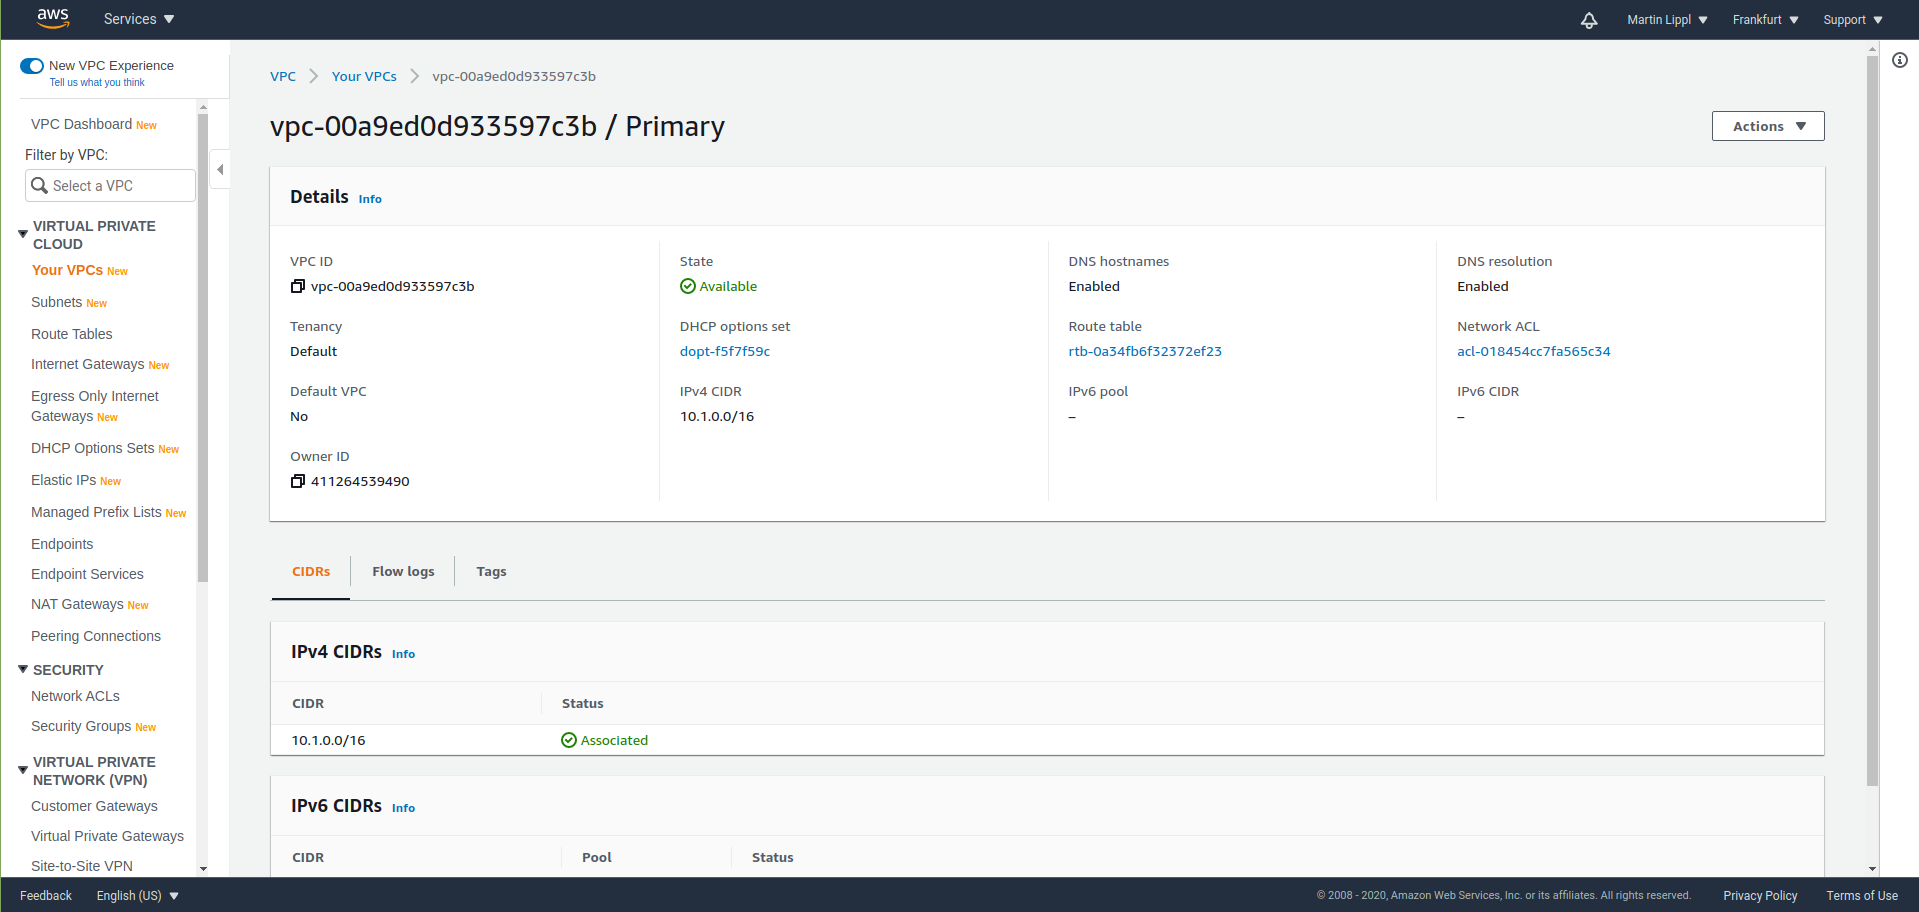 aws
Services
Martin Lippl
Frankfurt
Support
New VPC Experience
Tell us what you think
VPC Dashboard New
Filter by VPC:
Select a VPC
VIRTUAL PRIVATE
CLOUD
Your VPCs New
Subnets New
Route Tables
Internet Gateways New
Egress Only Internet
Gateways New
DHCP Options Sets New
Elastic IPs New
Managed Prefix Lists New
Endpoints
Endpoint Services
NAT Gateways New
Peering Connections
SECURITY
Network ACLs
Security Groups New
VIRTUAL PRIVATE
NETWORK (VPN)
Customer Gateways
Virtual Private Gateways
Site-to-Site VPN
VPC
Your VPCs
vpc-00a9ed0d933597c3b
vpc-00a9ed0d933597c3b / Primary
Actions
Details Info
VPC ID
vpc-00a9ed0d933597c3b
State
Available
DNS hostnames
Enabled
DNS resolution
Enabled
Tenancy
Default
DHCP options set
dopt-f5f7f59c
Route table
rtb-0a34fb6f32372ef23
Network ACL
acl-018454cc7fa565c34
Default VPC
No
IPv4 CIDR
10.1.0.0/16
IPv6 pool
–
IPv6 CIDR
–
Owner ID
411264539490
CIDRs
Flow logs
Tags
IPv4 CIDRs Info
CIDR
Status
10.1.0.0/16
Associated
IPv6 CIDRs Info
CIDR
Pool
Status
Feedback
English (US)
© 2008 - 2020, Amazon Web Services, Inc. or its affiliates. All rights reserved.
Privacy Policy
Terms of Use